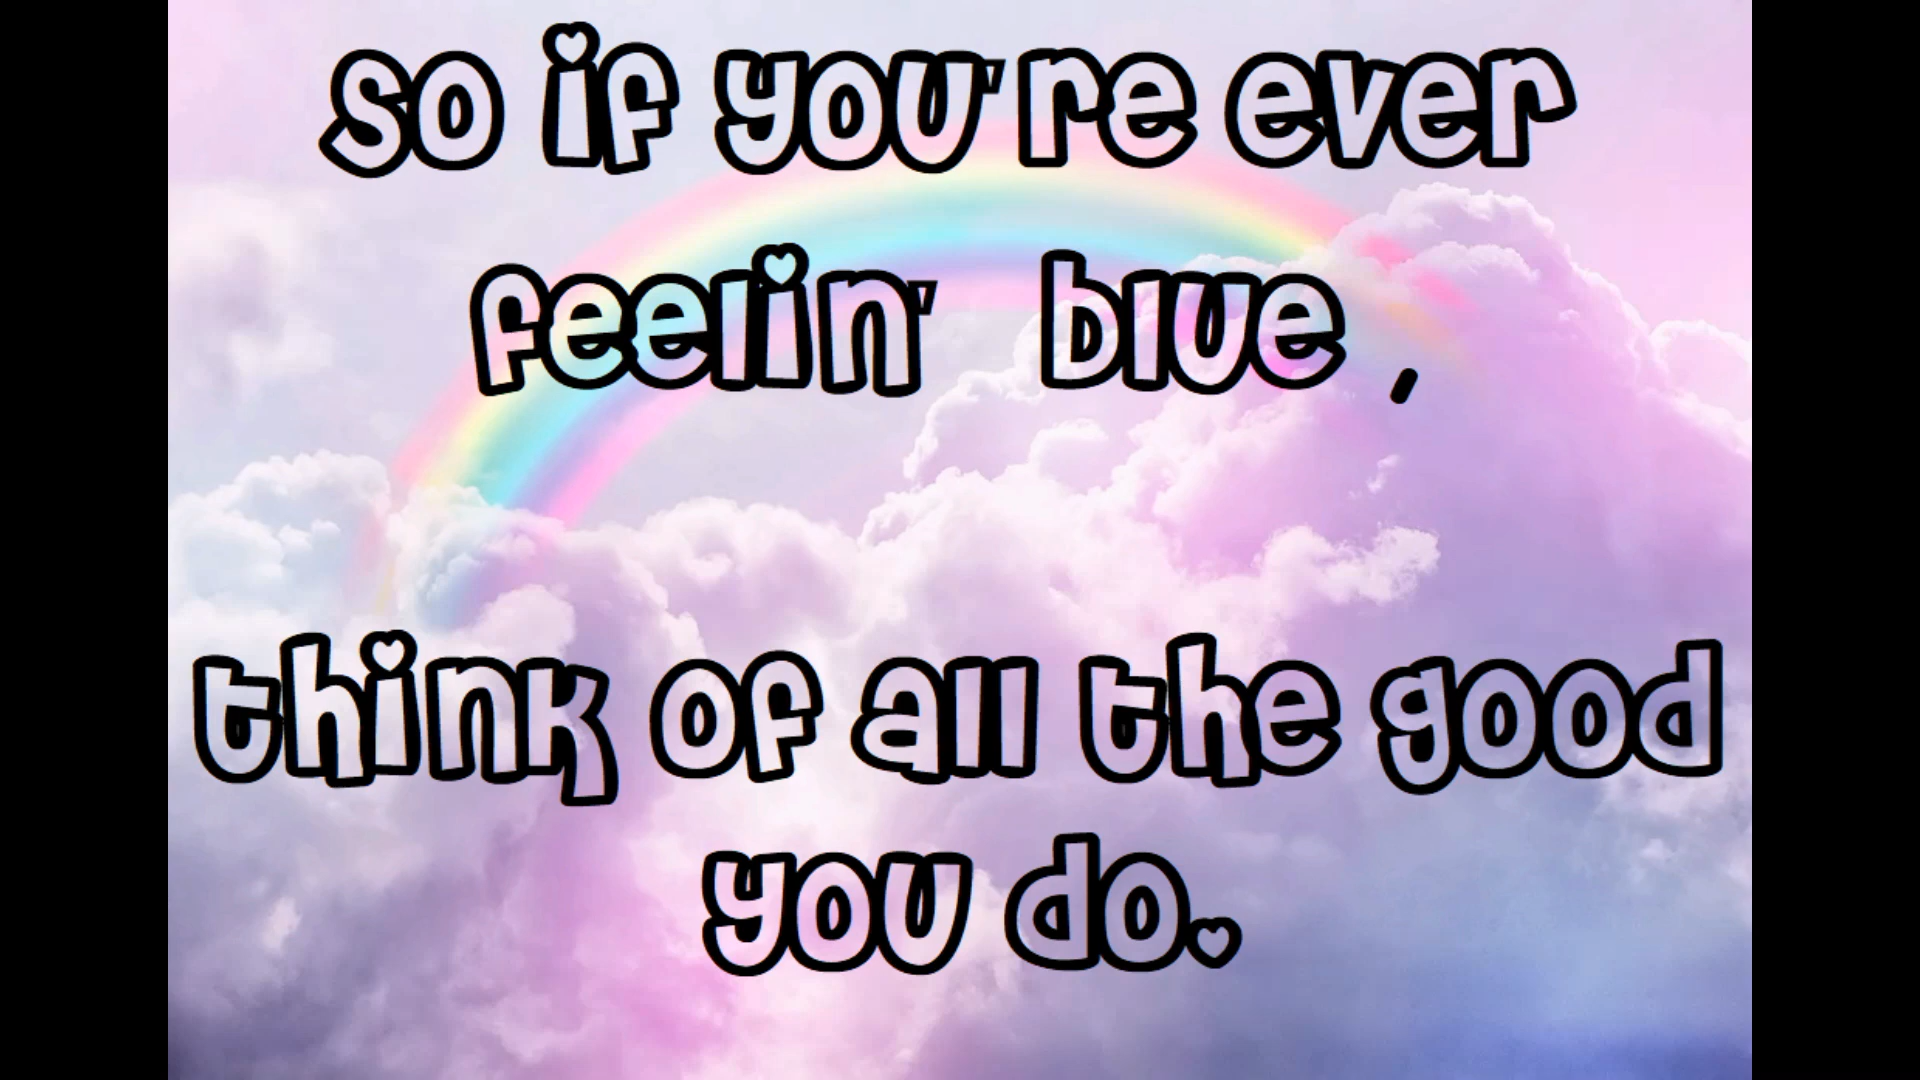 so if you're ever
feelin' blue ,
think of all the good
you do.